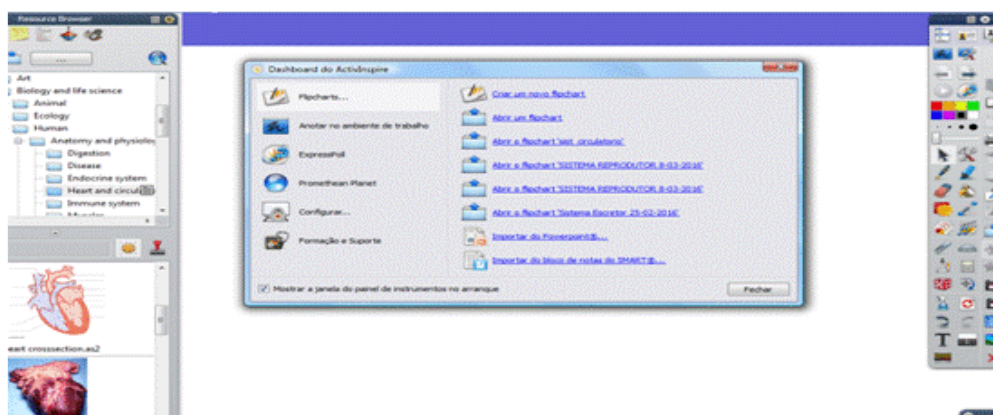 Resource Browser
...
Art
Biology and life science
Animal
Ecology
Human
Anatomy and physiolog
Digestion
Disease
Endocrine system
Heart and circul
Immune system
Muscles
eart crosssection.as2
Dashboard do ActivInspire
Flipcharts...
Anotar no ambiente de trabalho
ExpressPoll
Promethean Planet
Configurar...
Formação e Suporte
Criar um novo flipchart
Abrir um flipchart
Abrir o flipchart 'sist_circulatorio'
Abrir o flipchart 'SISTEMA REPRODUTOR 8-03-2016'
Abrir o flipchart 'SISTEMA REPRODUTOR 8-03-2016'
Abrir o flipchart 'Sistema Excretor 25-02-2016'
Importar do Powerpoint®...
Importar do bloco de notas do SMART®...
Mostrar a janela do painel de instrumentos no arranque
Fechar
T